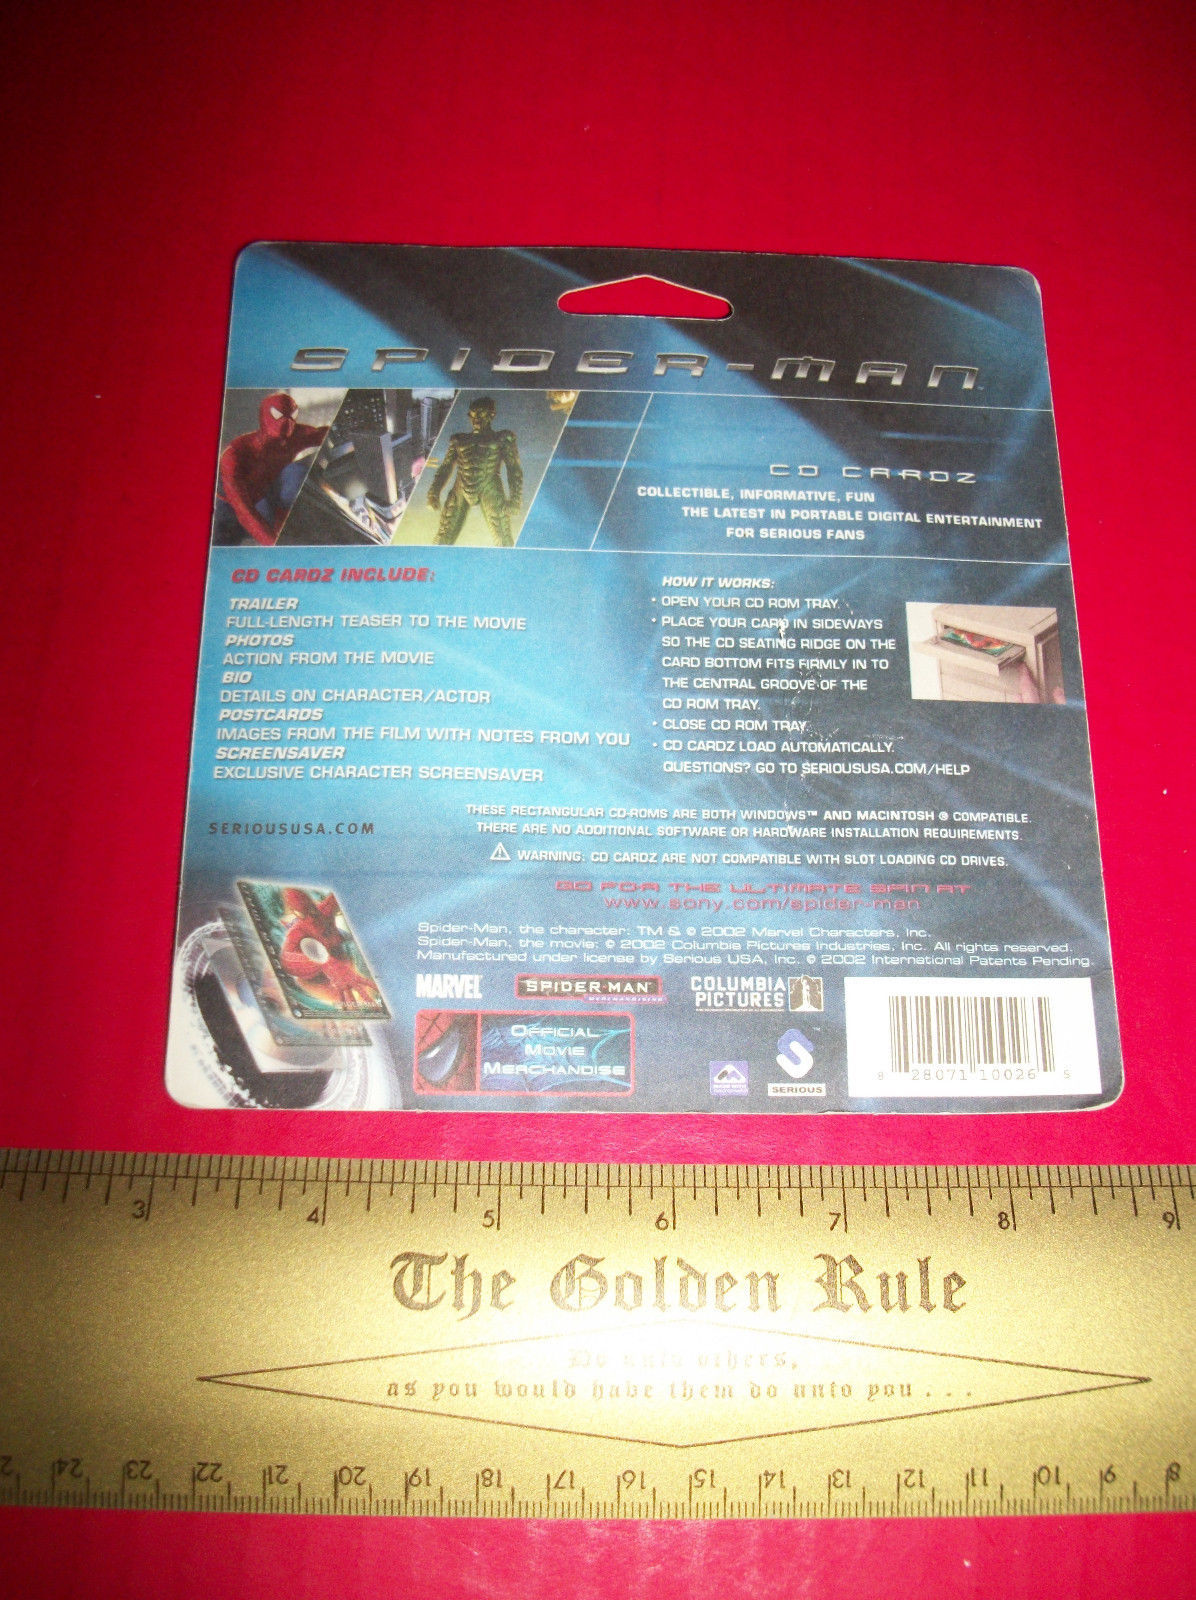 SPIDER-MAN
CD CARDZ
COLLECTIBLE, INFORMATIVE, FUN
THE LATEST IN PORTABLE DIGITAL ENTERTAINMENT
FOR SERIOUS FANS
CD CARDZ INCLUDE:
TRAILER
FULL-LENGTH TEASER TO THE MOVIE
PHOTOS
ACTION FROM THE MOVIE
BIO
DETAILS ON CHARACTER/ACTOR
POSTCARDS
IMAGES FROM THE FILM WITH NOTES FROM YOU
SCREENSAVER
EXCLUSIVE CHARACTER SCREENSAVER
SERIOUSUSA.COM
HOW IT WORKS:
• OPEN YOUR CD ROM TRAY.
• PLACE YOUR CARD IN SIDEWAYS
SO THE CD SEATING RIDGE ON THE
CARD BOTTOM FITS FIRMLY IN TO
THE CENTRAL GROOVE OF THE
CD ROM TRAY.
• CLOSE CD ROM TRAY.
• CD CARDZ LOAD AUTOMATICALLY.
QUESTIONS? GO TO SERIOUSUSA.COM/HELP
THESE RECTANGULAR CD-ROMS ARE BOTH WINDOWS™ AND MACINTOSH ® COMPATIBLE.
THERE ARE NO ADDITIONAL SOFTWARE OR HARDWARE INSTALLATION REQUIREMENTS.
⚠ WARNING: CD CARDZ ARE NOT COMPATIBLE WITH SLOT LOADING CD DRIVES.
GO FOR THE ULTIMATE SPIN AT
www.sony.com/spider-man
Spider-Man, the character: TM & © 2002 Marvel Characters, Inc.
Spider-Man, the movie: © 2002 Columbia Pictures Industries, Inc. All rights reserved.
Manufactured under license by Serious USA, Inc. © 2002 International Patents Pending.
MARVEL
SPIDER-MAN
MERCHANDISING
COLUMBIA
PICTURES
OFFICIAL
MOVIE
MERCHANDISE
MADE WITH
SERIOUS
8 28071 10026 5
3 4 5 6 7 8 9
The Golden Rule
Do unto others,
as you would have them do unto you . . .
24 23 22 21 20 19 18 17 16 15 14 13 12 11 10 9 8